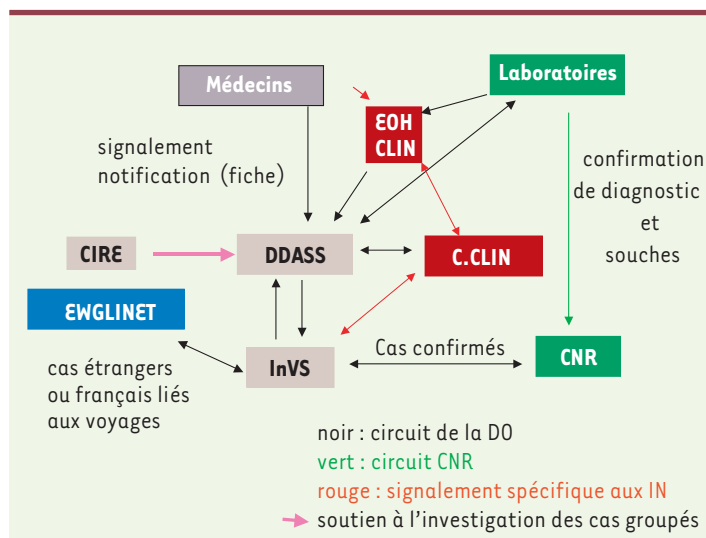 Médecins
Laboratoires
EOH
CLIN
signalement
notification (fiche)
confirmation
de diagnostic
et
souches
CIRE
DDASS
C.CLIN
EWGLINET
Cas confirmés
CNR
InVS
cas étrangers
ou français liés
aux voyages
noir : circuit de la DO
vert : circuit CNR
rouge : signalement spécifique aux IN
soutien à l'investigation des cas groupés